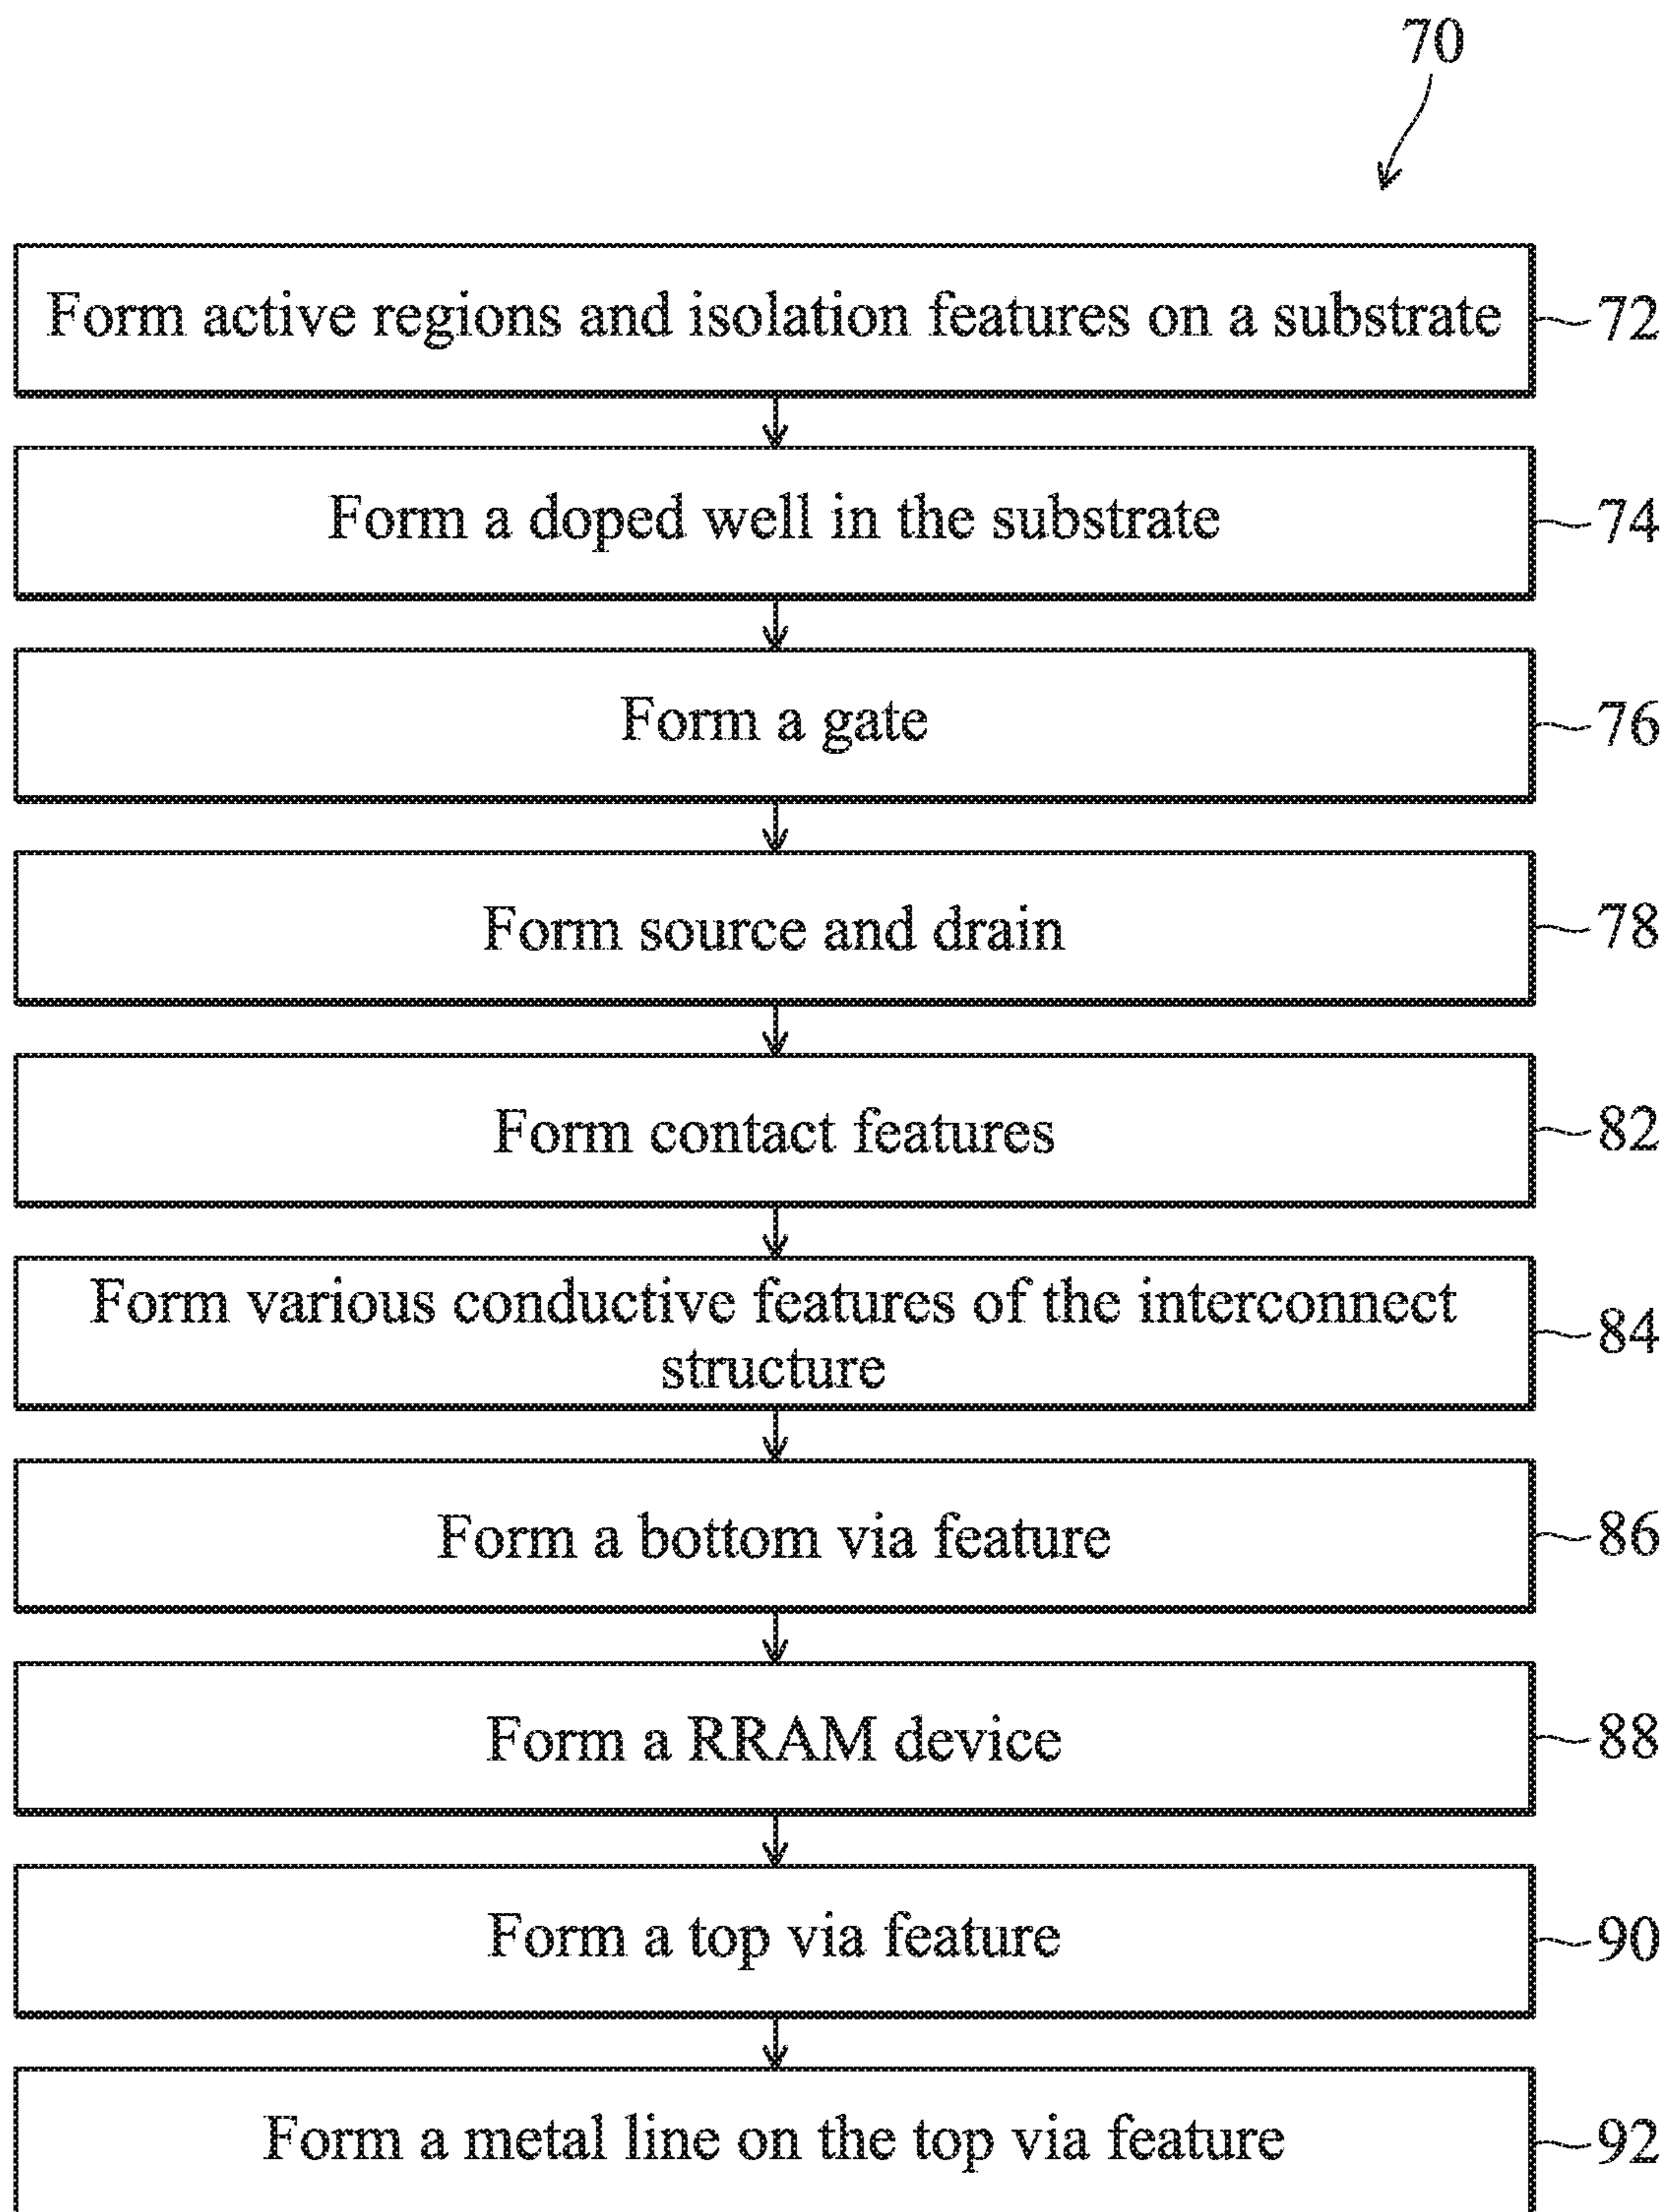 70
Form active regions and isolation features on a substrate 72
Form a doped well in the substrate 74
Form a gate 76
Form source and drain 78
Form contact features 82
Form various conductive features of the interconnect
structure 84
Form a bottom via feature 86
Form a RRAM device 88
Form a top via feature 90
Form a metal line on the top via feature 92